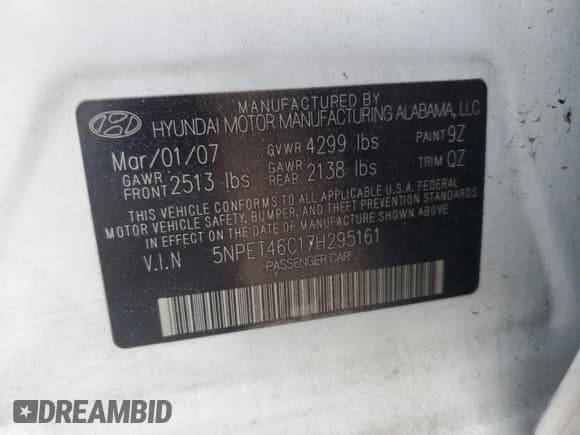 MANUFACTURED BY
HYUNDAI MOTOR MANUFACTURING ALABAMA, LLC
Mar/01/07 GVWR 4299 lbs PAINT 9Z
GAWR FRONT 2513 lbs GAWR REAR 2138 lbs TRIM QZ
THIS VEHICLE CONFORMS TO ALL APPLICABLE U.S.A. FEDERAL
MOTOR VEHICLE SAFETY, BUMPER, AND THEFT PREVENTION STANDARDS
IN EFFECT ON THE DATE OF MANUFACTURE SHOWN ABOVE.
V.I.N 5NPET46C17H295161
PASSENGER CAR
DREAMBID